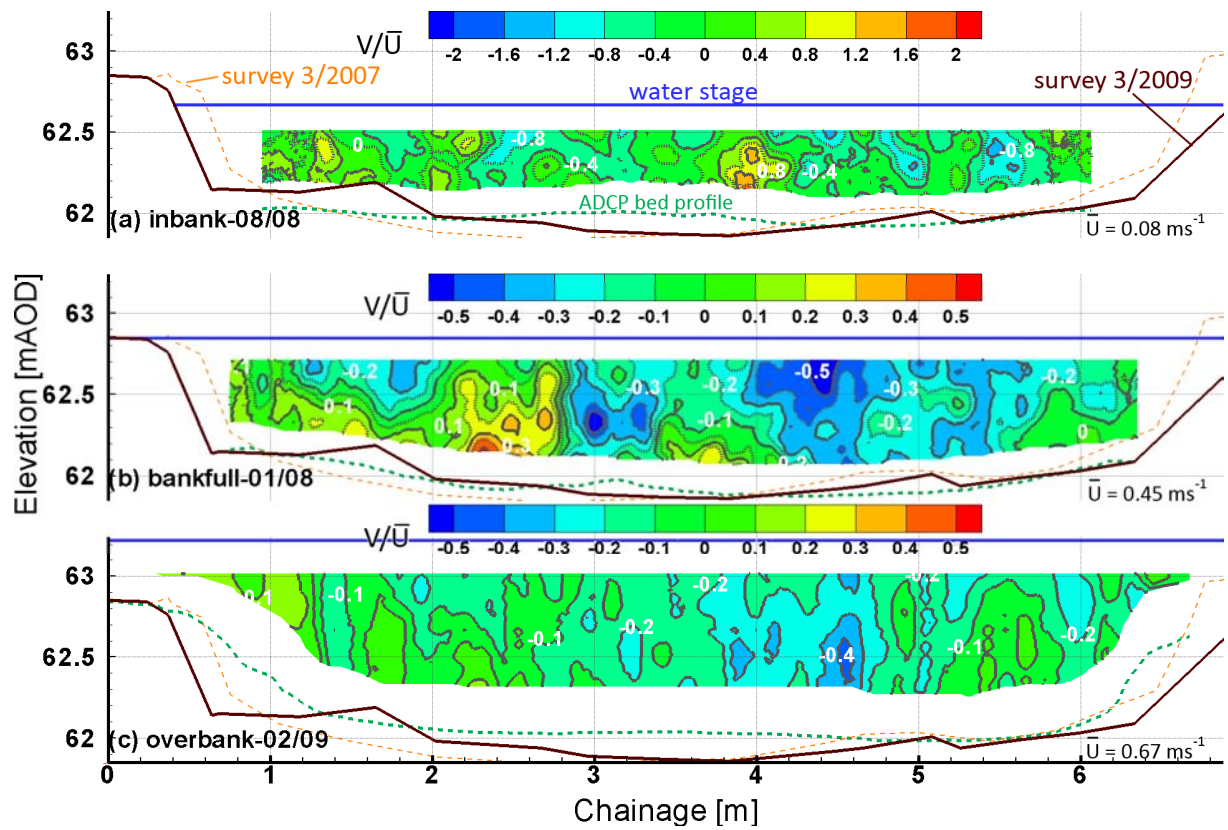 V/U̅
-2 -1.6 -1.2 -0.8 -0.4 0 0.4 0.8 1.2 1.6 2
63
survey 3/2007
water stage
survey 3/2009
62.5
0 -0.8 -0.4 0.8 -0.4 -0.8
62
ADCP bed profile
(a) inbank-08/08
U̅ = 0.08 ms⁻¹
V/U̅
-0.5 -0.4 -0.3 -0.2 -0.1 0 0.1 0.2 0.3 0.4 0.5
63
-0.2 0.1 -0.3 -0.2 -0.5 -0.3 -0.2
62.5
0.1 0.1 -0.1 -0.2 0
0.3 0.2
62
(b) bankfull-01/08
U̅ = 0.45 ms⁻¹
V/U̅
-0.5 -0.4 -0.3 -0.2 -0.1 0 0.1 0.2 0.3 0.4 0.5
63
0.1 -0.1 -0.2 -0.2
-0.1 -0.2 -0.4 -0.1 -0.2
62.5
62
(c) overbank-02/09
U̅ = 0.67 ms⁻¹
0 1 2 3 4 5 6
Chainage [m]
Elevation [mAOD]